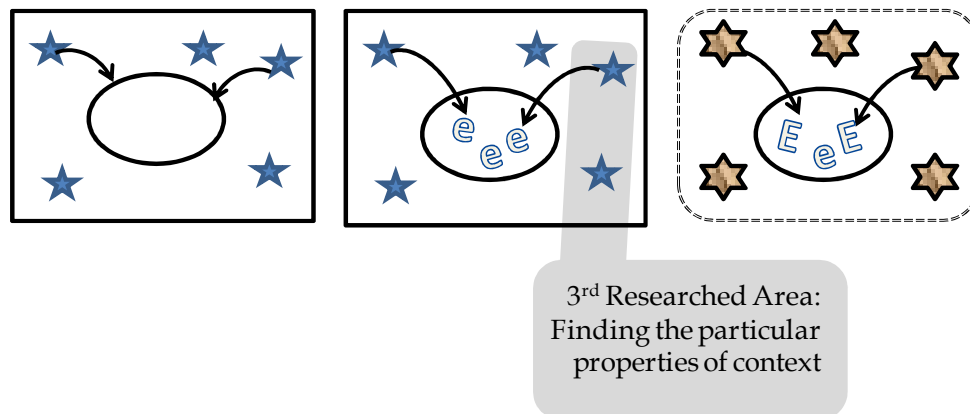 e e e
E e E
3rd Researched Area:
Finding the particular
properties of context